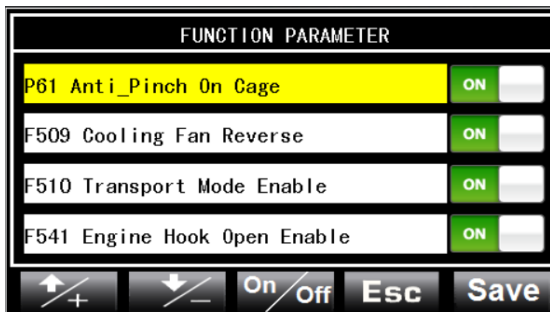 FUNCTION PARAMETER
P61 Anti_Pinch On Cage ON
F509 Cooling Fan Reverse ON
F510 Transport Mode Enable ON
F541 Engine Hook Open Enable ON
/+ /− On/Off Esc Save